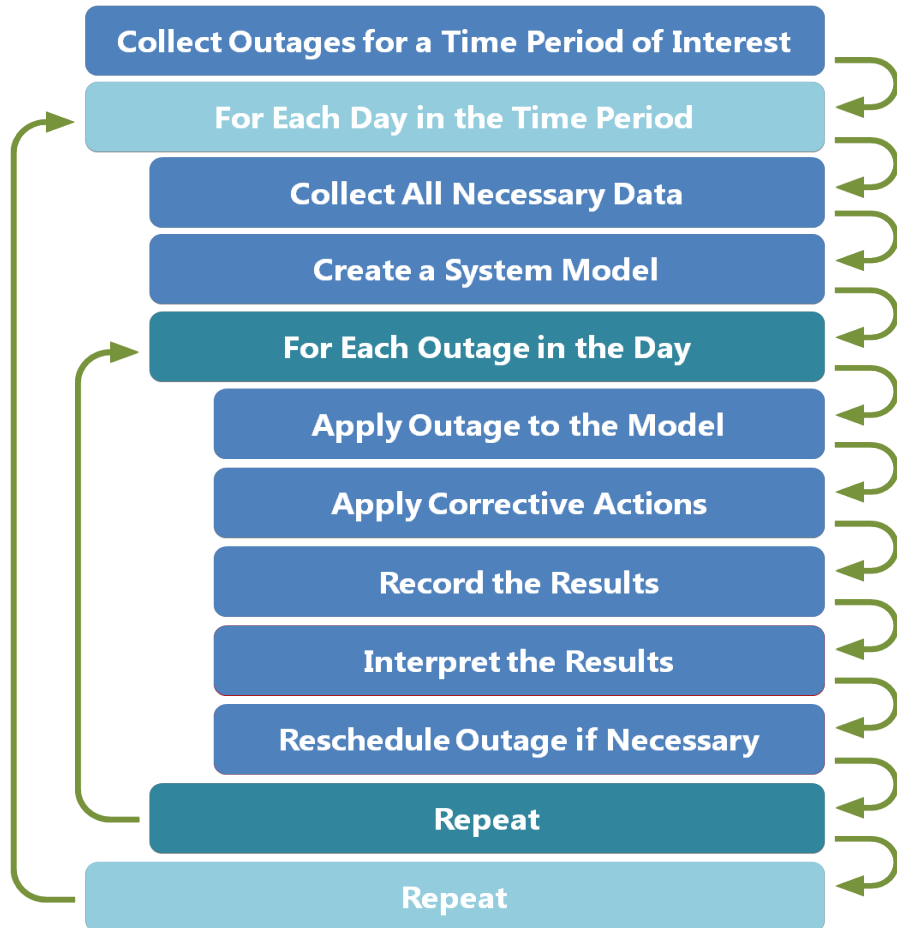 Collect Outages for a Time Period of Interest
For Each Day in the Time Period
Collect All Necessary Data
Create a System Model
For Each Outage in the Day
Apply Outage to the Model
Apply Corrective Actions
Record the Results
Interpret the Results
Reschedule Outage if Necessary
Repeat
Repeat